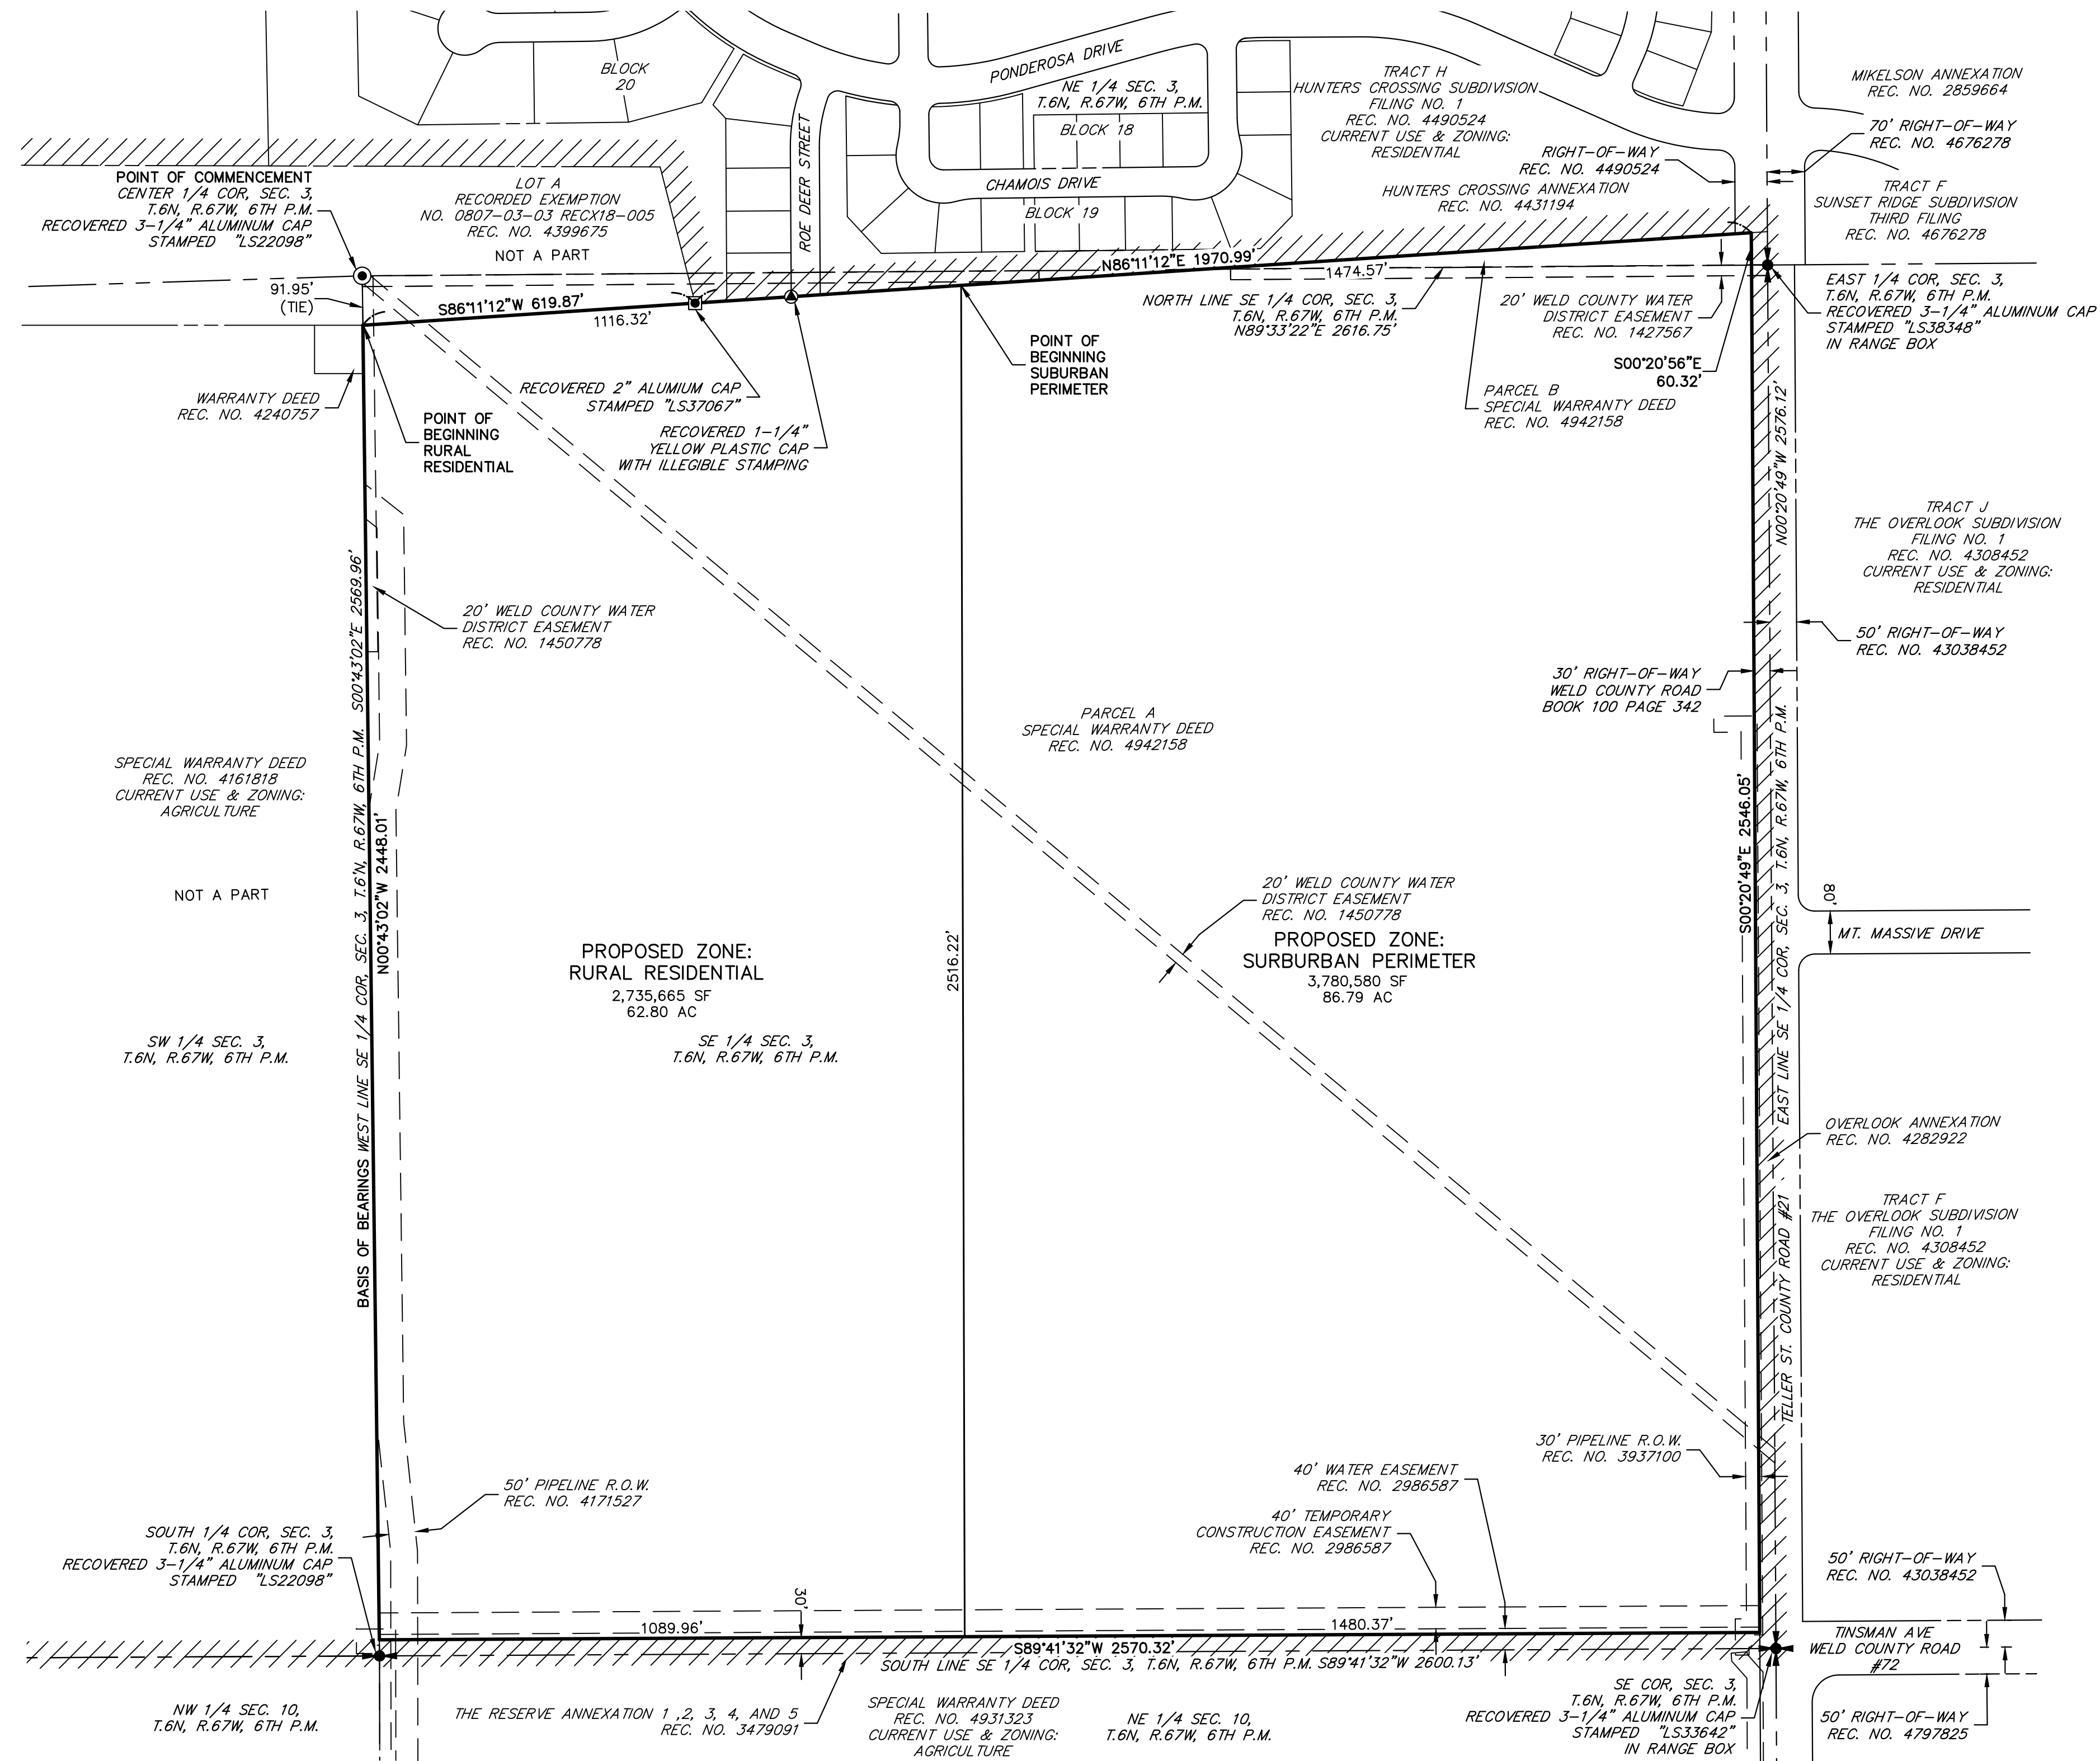 BLOCK
20
PONDEROSA DRIVE
NE 1/4 SEC. 3,
T.6N, R.67W, 6TH P.M.
BLOCK 18
CHAMOIS DRIVE
BLOCK 19
ROE DEER STREET
TRACT H
HUNTERS CROSSING SUBDIVISION
FILING NO. 1
REC. NO. 4490524
CURRENT USE & ZONING:
RESIDENTIAL
RIGHT-OF-WAY
REC. NO. 4490524
HUNTERS CROSSING ANNEXATION
REC. NO. 4431194
MIKELSON ANNEXATION
REC. NO. 2859664
70' RIGHT-OF-WAY
REC. NO. 4676278
TRACT F
SUNSET RIDGE SUBDIVISION
THIRD FILING
REC. NO. 4676278
POINT OF COMMENCEMENT
CENTER 1/4 COR, SEC. 3,
T.6N, R.67W, 6TH P.M.
RECOVERED 3-1/4" ALUMINUM CAP
STAMPED "LS22098"
LOT A
RECORDED EXEMPTION
NO. 0807-03-03 RECX18-005
REC. NO. 4399675
NOT A PART
91.95'
(TIE)
S86°11'12"W 619.87'
1116.32'
N86°11'12"E 1970.99'
1474.57'
NORTH LINE SE 1/4 COR, SEC. 3,
T.6N, R.67W, 6TH P.M.
N89°33'22"E 2616.75'
20' WELD COUNTY WATER
DISTRICT EASEMENT
REC. NO. 1427567
EAST 1/4 COR, SEC. 3,
T.6N, R.67W, 6TH P.M.
RECOVERED 3-1/4" ALUMINUM CAP
STAMPED "LS38348"
IN RANGE BOX
S00°20'56"E
60.32'
PARCEL B
SPECIAL WARRANTY DEED
REC. NO. 4942158
POINT OF
BEGINNING
SUBURBAN
PERIMETER
WARRANTY DEED
REC. NO. 4240757
POINT OF
BEGINNING
RURAL
RESIDENTIAL
RECOVERED 2" ALUMIUM CAP
STAMPED "LS37067"
RECOVERED 1-1/4"
YELLOW PLASTIC CAP
WITH ILLEGIBLE STAMPING
N00°20'49"W 2576.12'
TRACT J
THE OVERLOOK SUBDIVISION
FILING NO. 1
REC. NO. 4308452
CURRENT USE & ZONING:
RESIDENTIAL
50' RIGHT-OF-WAY
REC. NO. 43038452
20' WELD COUNTY WATER
DISTRICT EASEMENT
REC. NO. 1450778
30' RIGHT-OF-WAY
WELD COUNTY ROAD
BOOK 100 PAGE 342
PARCEL A
SPECIAL WARRANTY DEED
REC. NO. 4942158
SPECIAL WARRANTY DEED
REC. NO. 4161818
CURRENT USE & ZONING:
AGRICULTURE
NOT A PART
BASIS OF BEARINGS WEST LINE SE 1/4 COR, SEC. 3, T.6'N, R.67W, 6TH P.M. S00°43'02"E 2569.96'
N00°43'02"W 2448.01'
2516.22'
S00°20'49"E 2546.05'
EAST LINE SE 1/4 COR, SEC. 3, T.6N, R.67W, 6TH P.M.
TELLER ST. COUNTY ROAD #21
80'
MT. MASSIVE DRIVE
20' WELD COUNTY WATER
DISTRICT EASEMENT
REC. NO. 1450778
PROPOSED ZONE:
RURAL RESIDENTIAL
2,735,665 SF
62.80 AC
PROPOSED ZONE:
SURBURBAN PERIMETER
3,780,580 SF
86.79 AC
SW 1/4 SEC. 3,
T.6N, R.67W, 6TH P.M.
SE 1/4 SEC. 3,
T.6N, R.67W, 6TH P.M.
OVERLOOK ANNEXATION
REC. NO. 4282922
TRACT F
THE OVERLOOK SUBDIVISION
FILING NO. 1
REC. NO. 4308452
CURRENT USE & ZONING:
RESIDENTIAL
30' PIPELINE R.O.W.
REC. NO. 3937100
40' WATER EASEMENT
REC. NO. 2986587
40' TEMPORARY
CONSTRUCTION EASEMENT
REC. NO. 2986587
50' PIPELINE R.O.W.
REC. NO. 4171527
SOUTH 1/4 COR, SEC. 3,
T.6N, R.67W, 6TH P.M.
RECOVERED 3-1/4" ALUMINUM CAP
STAMPED "LS22098"
50' RIGHT-OF-WAY
REC. NO. 43038452
30'
1089.96'
1480.37'
S89°41'32"W 2570.32'
SOUTH LINE SE 1/4 COR, SEC. 3, T.6N, R.67W, 6TH P.M. S89°41'32"W 2600.13'
TINSMAN AVE
WELD COUNTY ROAD
#72
NW 1/4 SEC. 10,
T.6N, R.67W, 6TH P.M.
THE RESERVE ANNEXATION 1 ,2, 3, 4, AND 5
REC. NO. 3479091
SPECIAL WARRANTY DEED
REC. NO. 4931323
CURRENT USE & ZONING:
AGRICULTURE
NE 1/4 SEC. 10,
T.6N, R.67W, 6TH P.M.
SE COR, SEC. 3,
T.6N, R.67W, 6TH P.M.
RECOVERED 3-1/4" ALUMINUM CAP
STAMPED "LS33642"
IN RANGE BOX
50' RIGHT-OF-WAY
REC. NO. 4797825